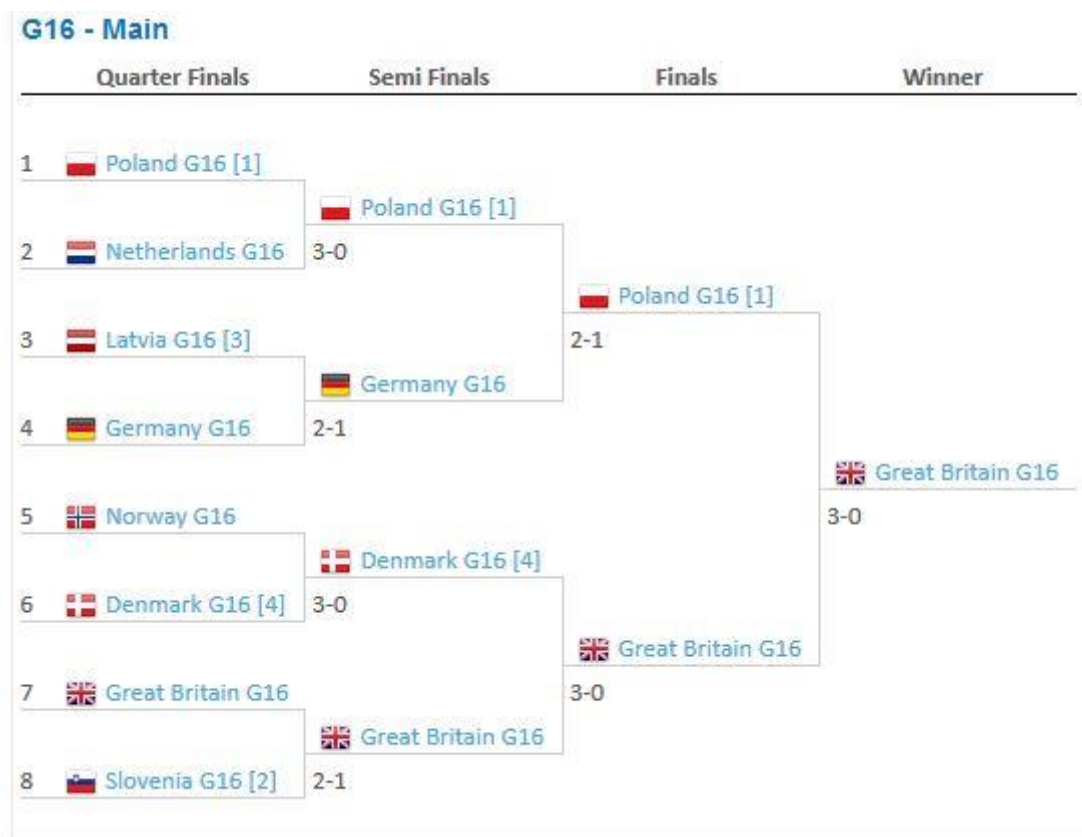 G16 - Main
Quarter Finals Semi Finals Finals Winner
1 Poland G16 [1]
Poland G16 [1]
2 Netherlands G16 3-0
Poland G16 [1]
3 Latvia G16 [3] 2-1
Germany G16
4 Germany G16 2-1
Great Britain G16
5 Norway G16 3-0
Denmark G16 [4]
6 Denmark G16 [4] 3-0
Great Britain G16
7 Great Britain G16 3-0
Great Britain G16
8 Slovenia G16 [2] 2-1